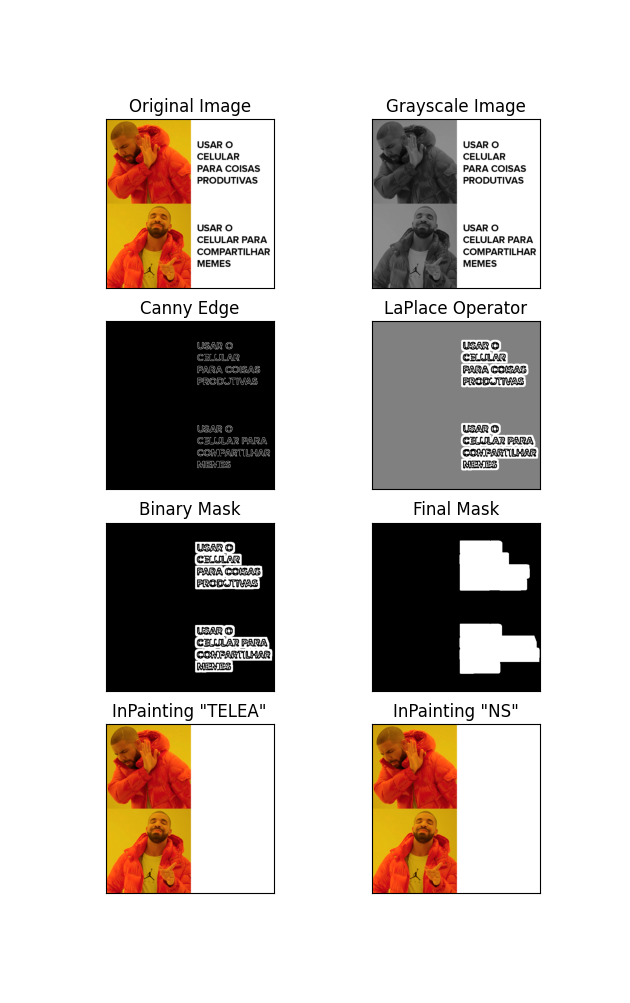 Original Image
Grayscale Image
USAR O
CELULAR
PARA COISAS
PRODUTIVAS
USAR O
CELULAR PARA
COMPARTILHAR
MEMES
USAR O
CELULAR
PARA COISAS
PRODUTIVAS
USAR O
CELULAR PARA
COMPARTILHAR
MEMES
Canny Edge
LaPlace Operator
USAR O
CELULAR
PARA COISAS
PRODUTIVAS
USAR O
CELULAR PARA
COMPARTILHAR
MEMES
USAR O
CELULAR
PARA COISAS
PRODUTIVAS
USAR O
CELULAR PARA
COMPARTILHAR
MEMES
Binary Mask
Final Mask
USAR O
CELULAR
PARA COISAS
PRODUTIVAS
USAR O
CELULAR PARA
COMPARTILHAR
MEMES
InPainting "TELEA"
InPainting "NS"